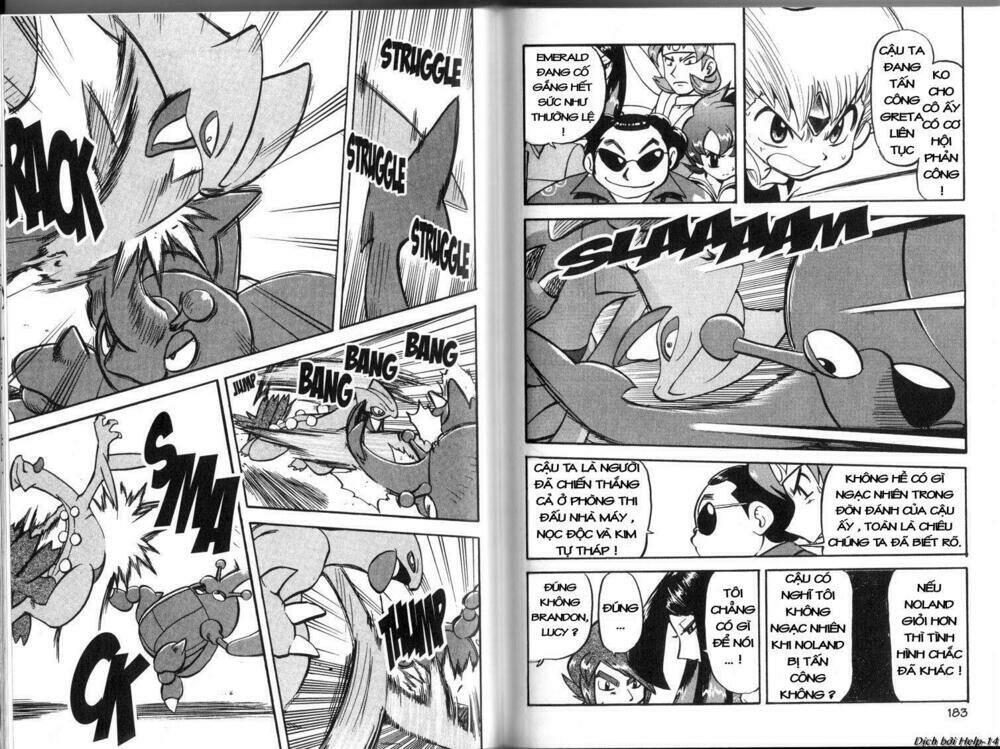 KO
CHO
CÔ ẤY
CÓ CƠ
HỘI
PHẢN
CÔNG
!
CẬU TA
ĐANG
TẤN
CÔNG
GRETA
LIÊN
TỤC
EMERALD
ĐANG CỐ
GẮNG HẾT
SỨC NHƯ
THƯỜNG LỆ
!
SLAAAAAM
KHÔNG HỀ CÓ GÌ
NGẠC NHIÊN TRONG
ĐÒN ĐÁNH CỦA CẬU
ẤY , TOÀN LÀ CHIÊU
CHÚNG TA ĐÃ BIẾT RÕ.
CẬU TA LÀ NGƯỜI
ĐÃ CHIẾN THẮNG
CẢ Ở PHÒNG THI
ĐẤU NHÀ MÁY ,
NỌC ĐỘC VÀ KIM
TỰ THÁP !
NẾU
NOLAND
GIỎI HƠN
THÌ TÌNH
HÌNH CHẮC
ĐÃ KHÁC !
CẬU CÓ
NGHĨ TÔI
KHÔNG
NGẠC NHIÊN
KHI NOLAND
BỊ TẤN
CÔNG
KHÔNG ?
TÔI
CHẲNG
CÓ GÌ
ĐỂ NÓI
... !
ĐÚNG
...
ĐÚNG
KHÔNG
BRANDON,
LUCY ?
183
Dịch bởi Help-14
STRUGGLE
STRUGGLE
STRUGGLE
RACK
BANG
BANG
BANG
JUMP
SMA
CK
THUMP